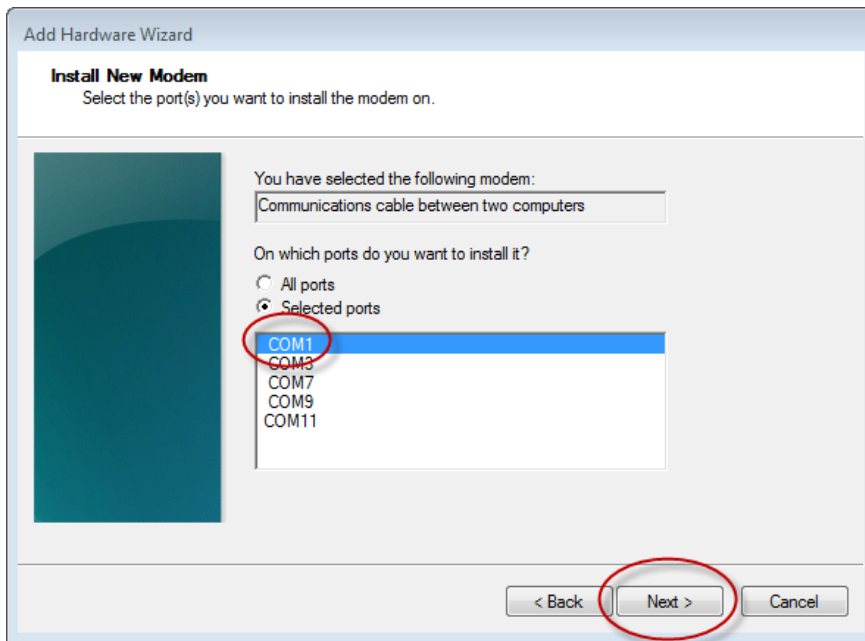 Add Hardware Wizard
Install New Modem
Select the port(s) you want to install the modem on.
You have selected the following modem:
Communications cable between two computers
On which ports do you want to install it?
All ports
Selected ports
COM1
COM3
COM7
COM9
COM11
< Back Next > Cancel